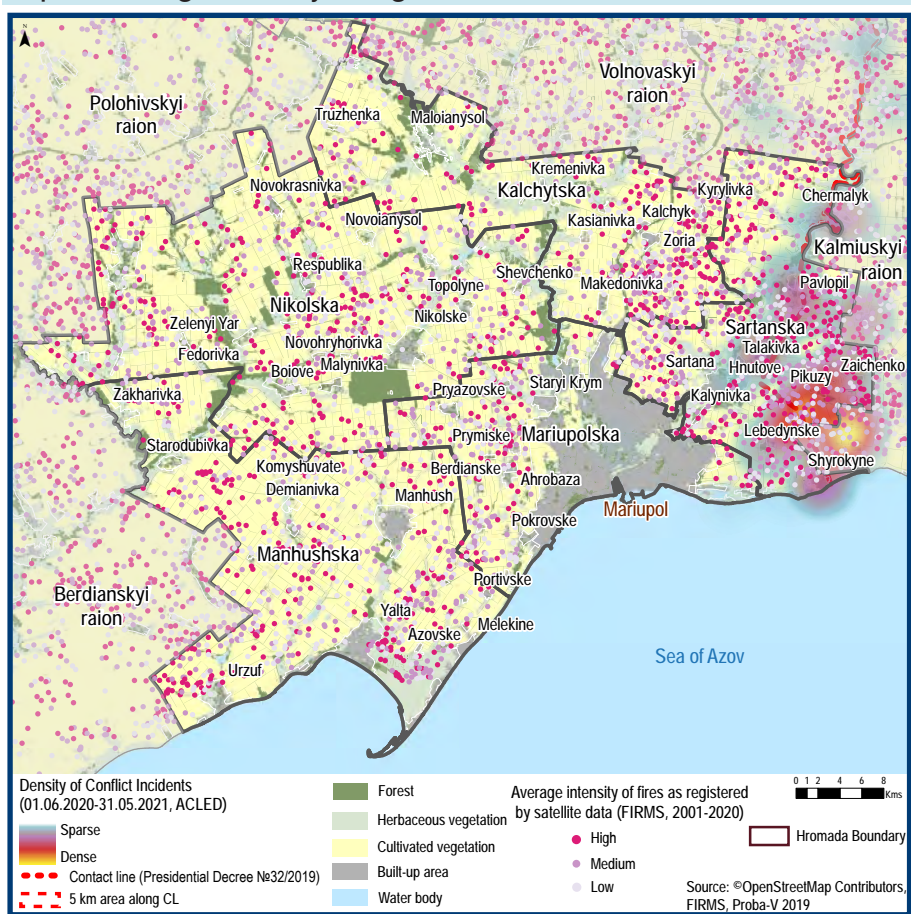 N
Polohivskyi
raion
Volnovaskyi
raion
Truzhenka
Maloianysol
Kremenivka
Kalchytska
Novokrasnivka
Kyrylivka
Chermalyk
Novoianysol
Kasianivka
Kalchyk
Zoria
Kalmiuskyi
raion
Respublika
Shevchenko
Topolyne
Makedonivka
Pavlopil
Nikolska
Nikolske
Zelenyi Yar
Sartanska
Novohryhorivka
Talakivka
Fedorivka
Malynivka
Boiove
Sartana
Hnutove
Zaichenko
Pikuzy
Zakharivka
Pryazovske
Staryi Krym
Kalynivka
Starodubivka
Prymiske
Mariupolska
Lebedynske
Komyshuvate
Berdianske
Shyrokyne
Demianivka
Manhush
Ahrobaza
Mariupol
Pokrovske
Manhushska
Berdianskyi
raion
Portivske
Yalta
Azovske
Melekine
Urzuf
Sea of Azov
Density of Conflict Incidents
(01.06.2020-31.05.2021, ACLED)
Sparse
Dense
Contact line (Presidential Decree №32/2019)
5 km area along CL
Forest
Herbaceous vegetation
Cultivated vegetation
Built-up area
Water body
Average intensity of fires as registered
by satellite data (FIRMS, 2001-2020)
High
Medium
Low
0 1 2 4 6 8
Kms
Hromada Boundary
Source: ©OpenStreetMap Contributors,
FIRMS, Proba-V 2019